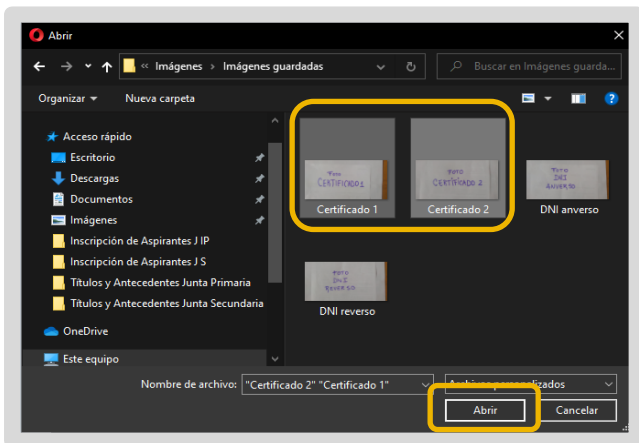 Abrir
« Imágenes > Imágenes guardadas
Buscar en Imágenes guarda...
Organizar
Nueva carpeta
Acceso rápido
Escritorio
Descargas
Documentos
Imágenes
Inscripción de Aspirantes J IP
Inscripción de Aspirantes J S
Títulos y Antecedentes Junta Primaria
Títulos y Antecedentes Junta Secundaria
OneDrive
Este equipo
FOTO
CERTIFICADO 1
Certificado 1
FOTO
CERTIFICADO 2
Certificado 2
FOTO
DNI
ANVERSO
DNI anverso
FOTO
DNI
REVERSO
DNI reverso
Nombre de archivo:
"Certificado 2" "Certificado 1"
Archivos personalizados
Abrir
Cancelar